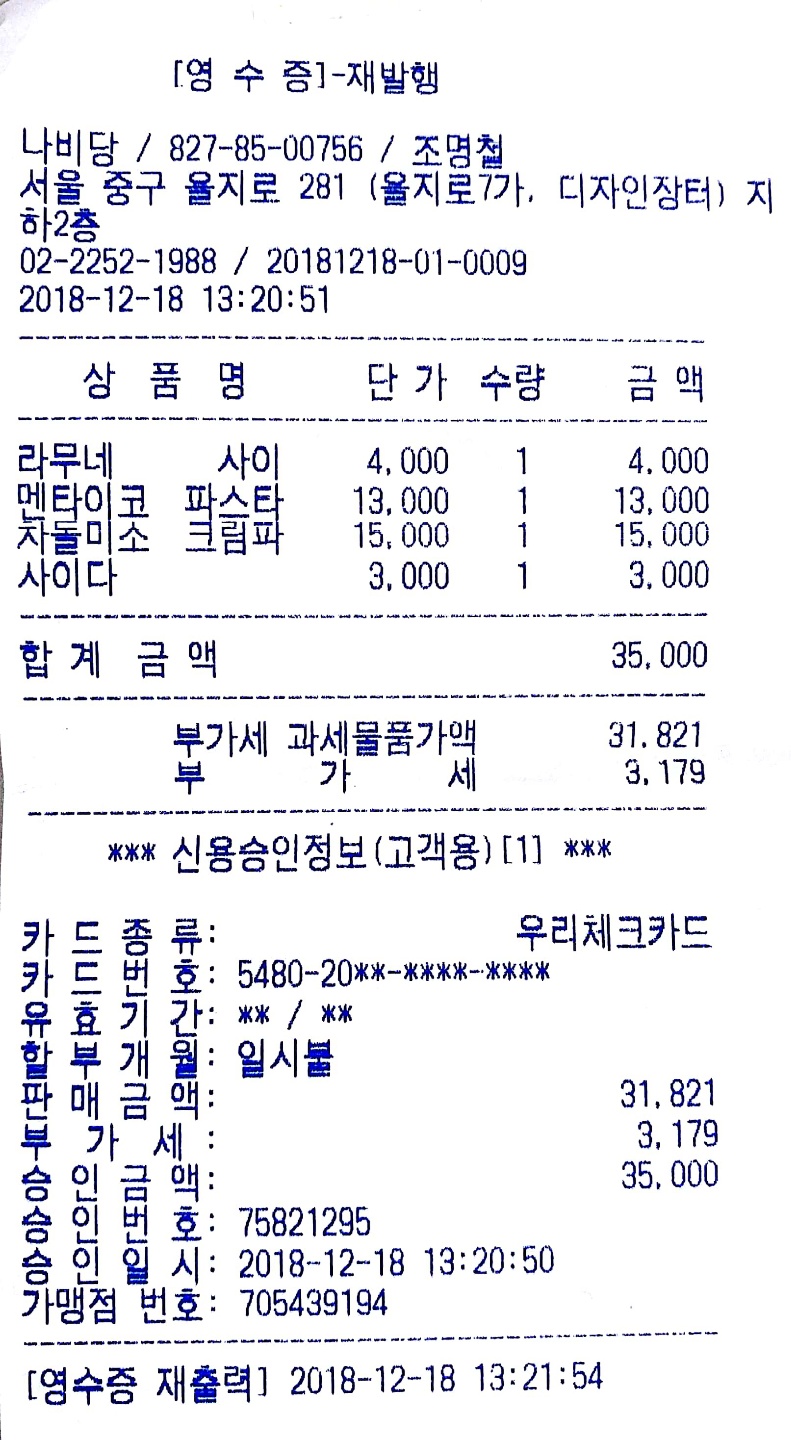 [영 수 증]-재발행
나비당 / 827-85-00756 / 조명철
서울 중구 을지로 281 (을지로7가, 디자인장터) 지
하2층
02-2252-1988 / 20181218-01-0009
2018-12-18 13:20:51
상 품 명 단 가 수량 금 액
라무네 사이 4,000 1 4,000
멘타이코 파스타 13,000 1 13,000
차돌미소 크림파 15,000 1 15,000
사이다 3,000 1 3,000
합 계 금 액 35,000
부가세 과세물품가액 31,821
부 가 세 3,179
*** 신용승인정보(고객용)[1] ***
카 드 종 류: 우리체크카드
카 드 번 호: 5480-20**-****-****
유 효 기 간: ** / **
할 부 개 월: 일시불
판 매 금 액: 31,821
부 가 세 : 3,179
승 인 금 액: 35,000
승 인 번 호: 75821295
승 인 일 시: 2018-12-18 13:20:50
가맹점 번호: 705439194
[영수증 재출력] 2018-12-18 13:21:54